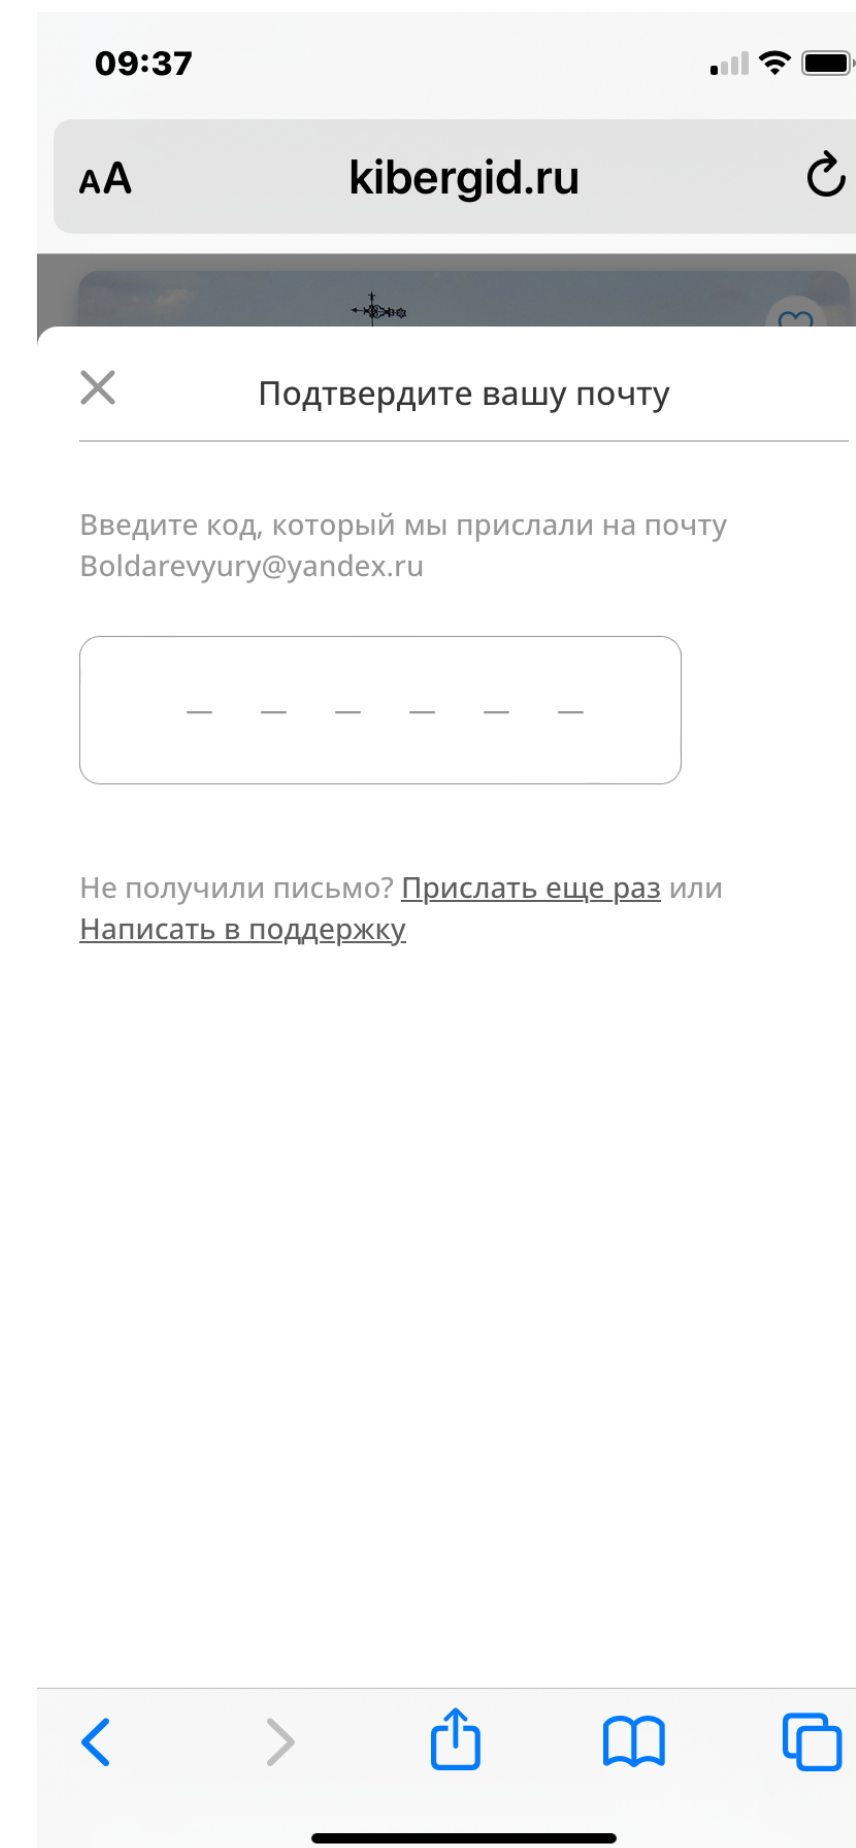 09:37
AA
kibergid.ru
Подтвердите вашу почту
Введите код, который мы прислали на почту
Boldarevyury@yandex.ru
Не получили письмо? Прислать еще раз или
Написать в поддержку